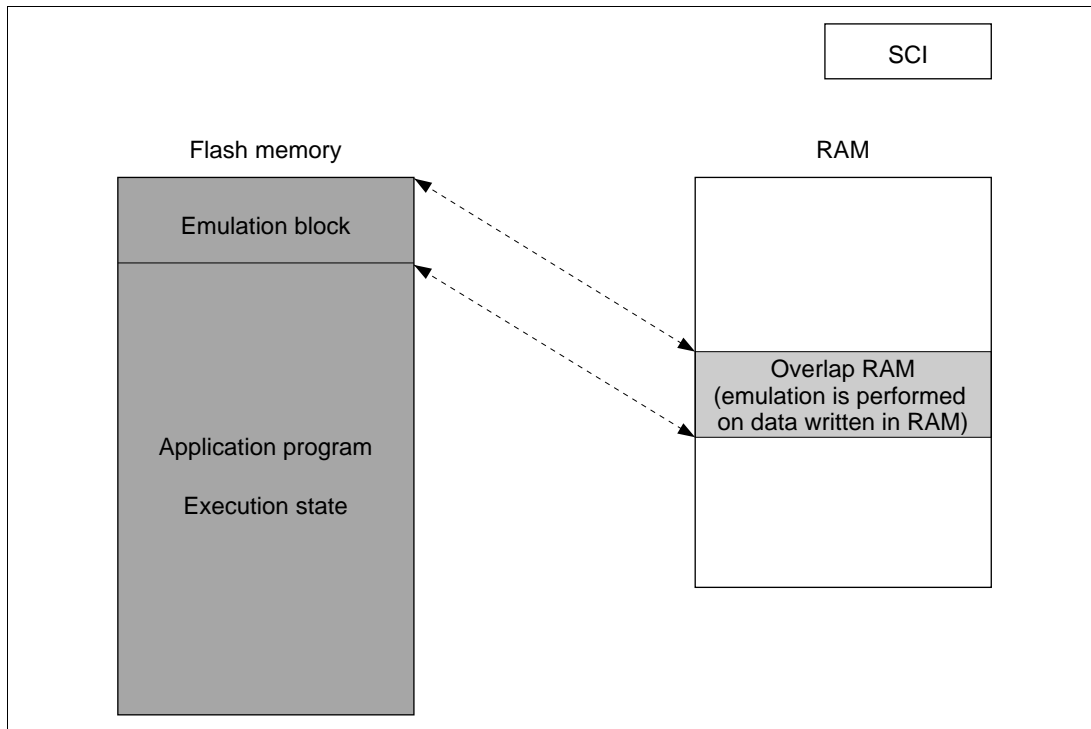 SCI
Flash memory
RAM
Emulation block
Overlap RAM
(emulation is performed
on data written in RAM)
Application program
Execution state